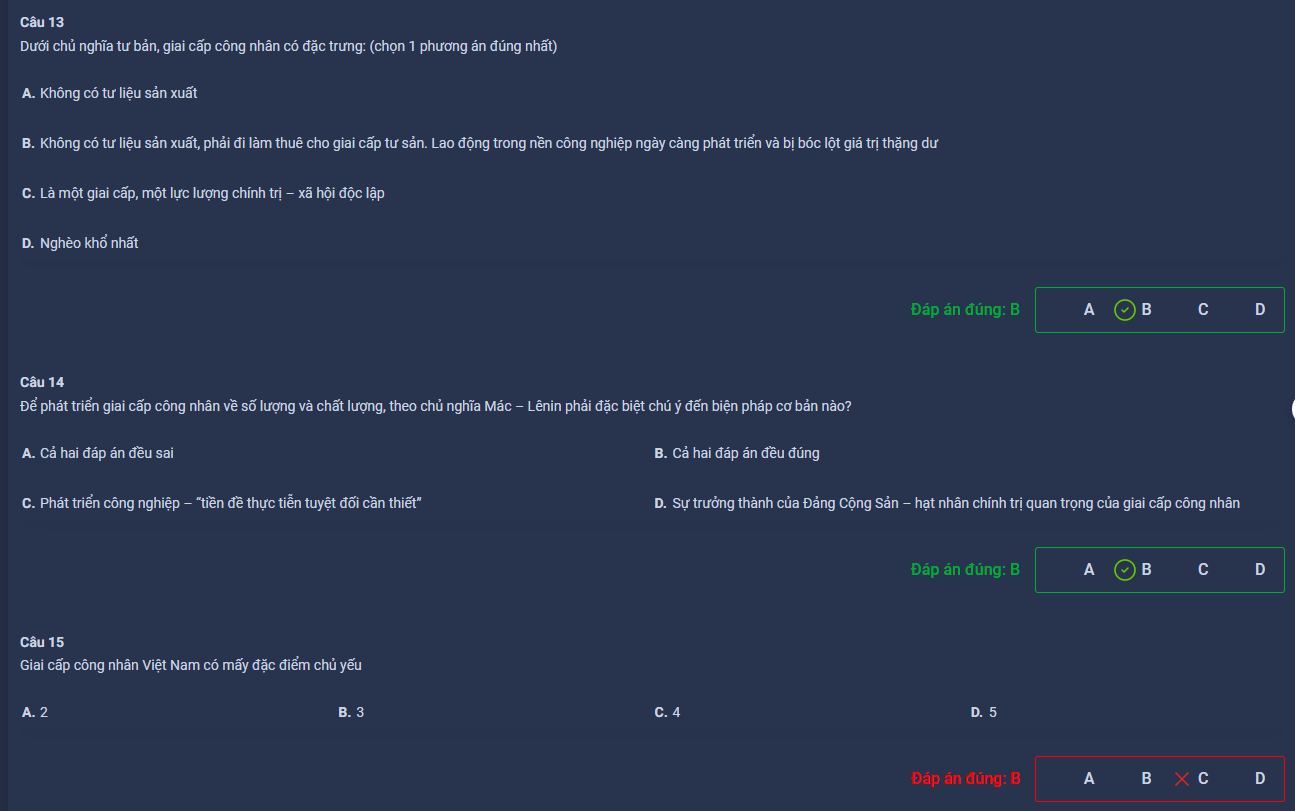 Câu 13
Dưới chủ nghĩa tư bản, giai cấp công nhân có đặc trưng: (chọn 1 phương án đúng nhất)
A. Không có tư liệu sản xuất
B. Không có tư liệu sản xuất, phải đi làm thuê cho giai cấp tư sản. Lao động trong nền công nghiệp ngày càng phát triển và bị bóc lột giá trị thặng dư
C. Là một giai cấp, một lực lượng chính trị – xã hội độc lập
D. Nghèo khổ nhất
Đáp án đúng: B A B C D
Câu 14
Để phát triển giai cấp công nhân về số lượng và chất lượng, theo chủ nghĩa Mác – Lênin phải đặc biệt chú ý đến biện pháp cơ bản nào?
A. Cả hai đáp án đều sai B. Cả hai đáp án đều đúng
C. Phát triển công nghiệp – “tiền đề thực tiễn tuyệt đối cần thiết” D. Sự trưởng thành của Đảng Cộng Sản – hạt nhân chính trị quan trọng của giai cấp công nhân
Đáp án đúng: B A B C D
Câu 15
Giai cấp công nhân Việt Nam có mấy đặc điểm chủ yếu
A. 2 B. 3 C. 4 D. 5
Đáp án đúng: B A B C D